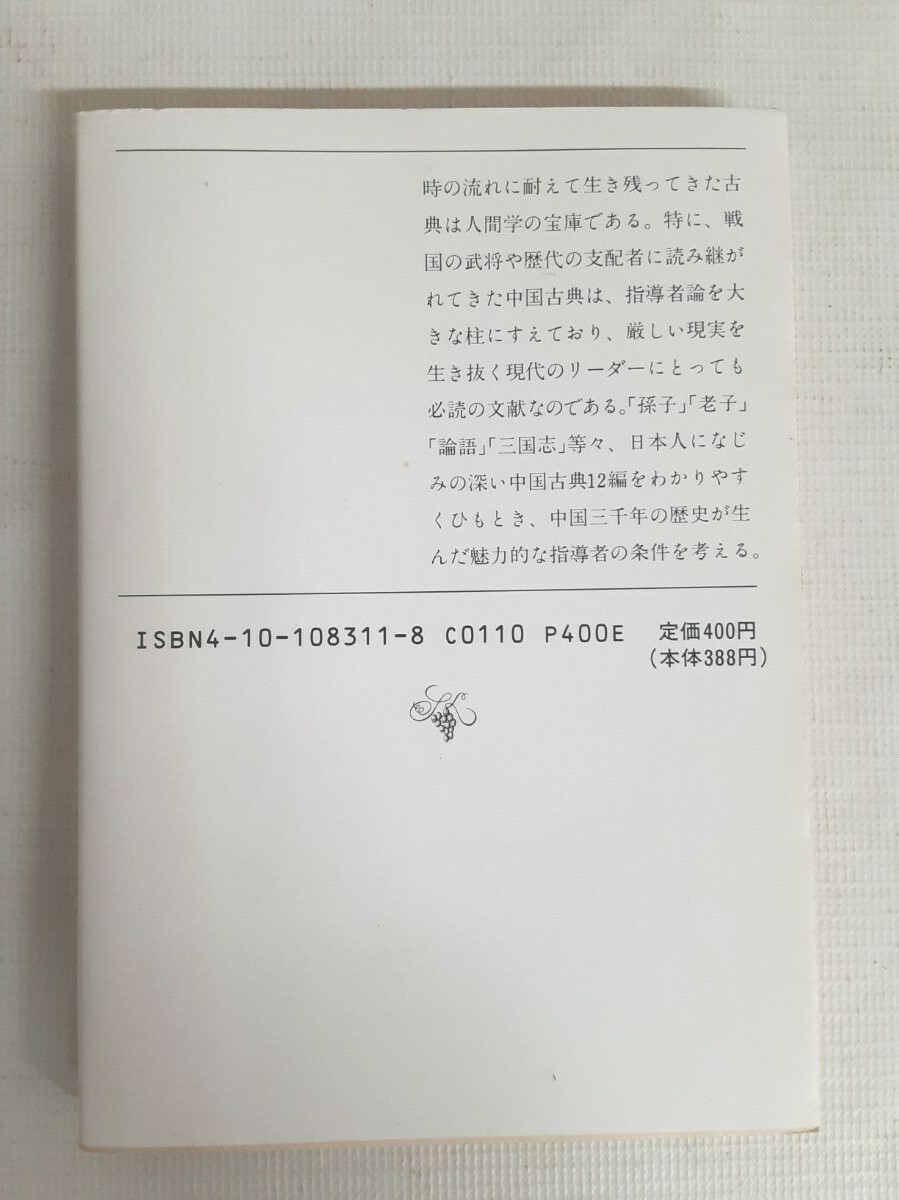 時の流れに耐えて生き残ってきた古
典は人間学の宝庫である。特に、戦
国の武将や歴代の支配者に読み継が
れてきた中国古典は、指導者論を大
きな柱にすえており、厳しい現実を
生き抜く現代のリーダーにとっても
必読の文献なのである。「孫子」「老子」
「論語」「三国志」等々、日本人になじ
みの深い中国古典12編をわかりやす
くひもとき、中国三千年の歴史が生
んだ魅力的な指導者の条件を考える。
ISBN4-10-108311-8 C0110 P400E 定価400円
(本体388円)